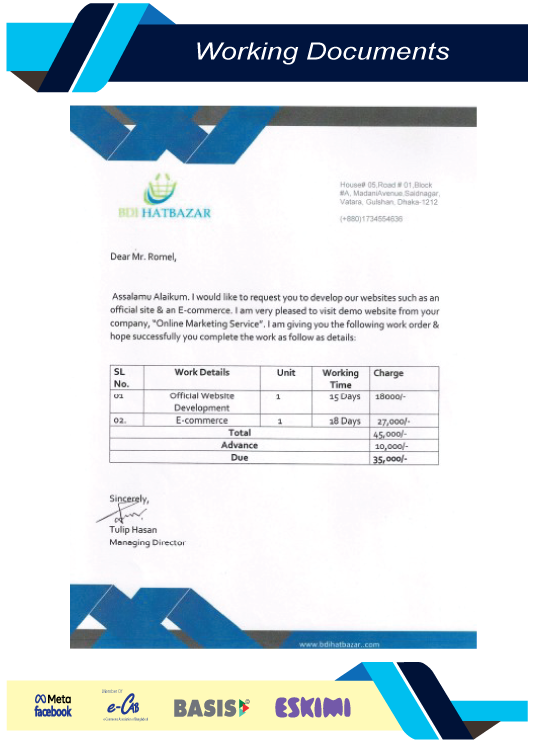 Working Documents
BDI HATBAZAR
House# 05,Road # 01,Block
#A, MadaniAvenue,Saidnagar,
Vatara, Gulshan, Dhaka-1212
(+880)1734554636
Dear Mr. Romel,
Assalamu Alaikum. I would like to request you to develop our websites such as an
official site & an E-commerce. I am very pleased to visit demo website from your
company, "Online Marketing Service". I am giving you the following work order &
hope successfully you complete the work as follow as details:
SL No. Work Details Unit Working Time Charge
01 Official Website Development 1 15 Days 18000/-
02. E-commerce 1 18 Days 27,000/-
Total 45,000/-
Advance 10,000/-
Due 35,000/-
Sincerely,
Tulip Hasan
Managing Director
www.bdihatbazar.com
Meta
facebook
Member Of
e-CAB
BASIS
ESKIMI